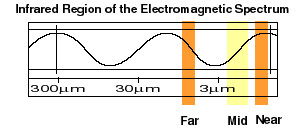 Infrared Region of the Electromagnetic Spectrum
300µm 30µm 3µm
Far Mid Near